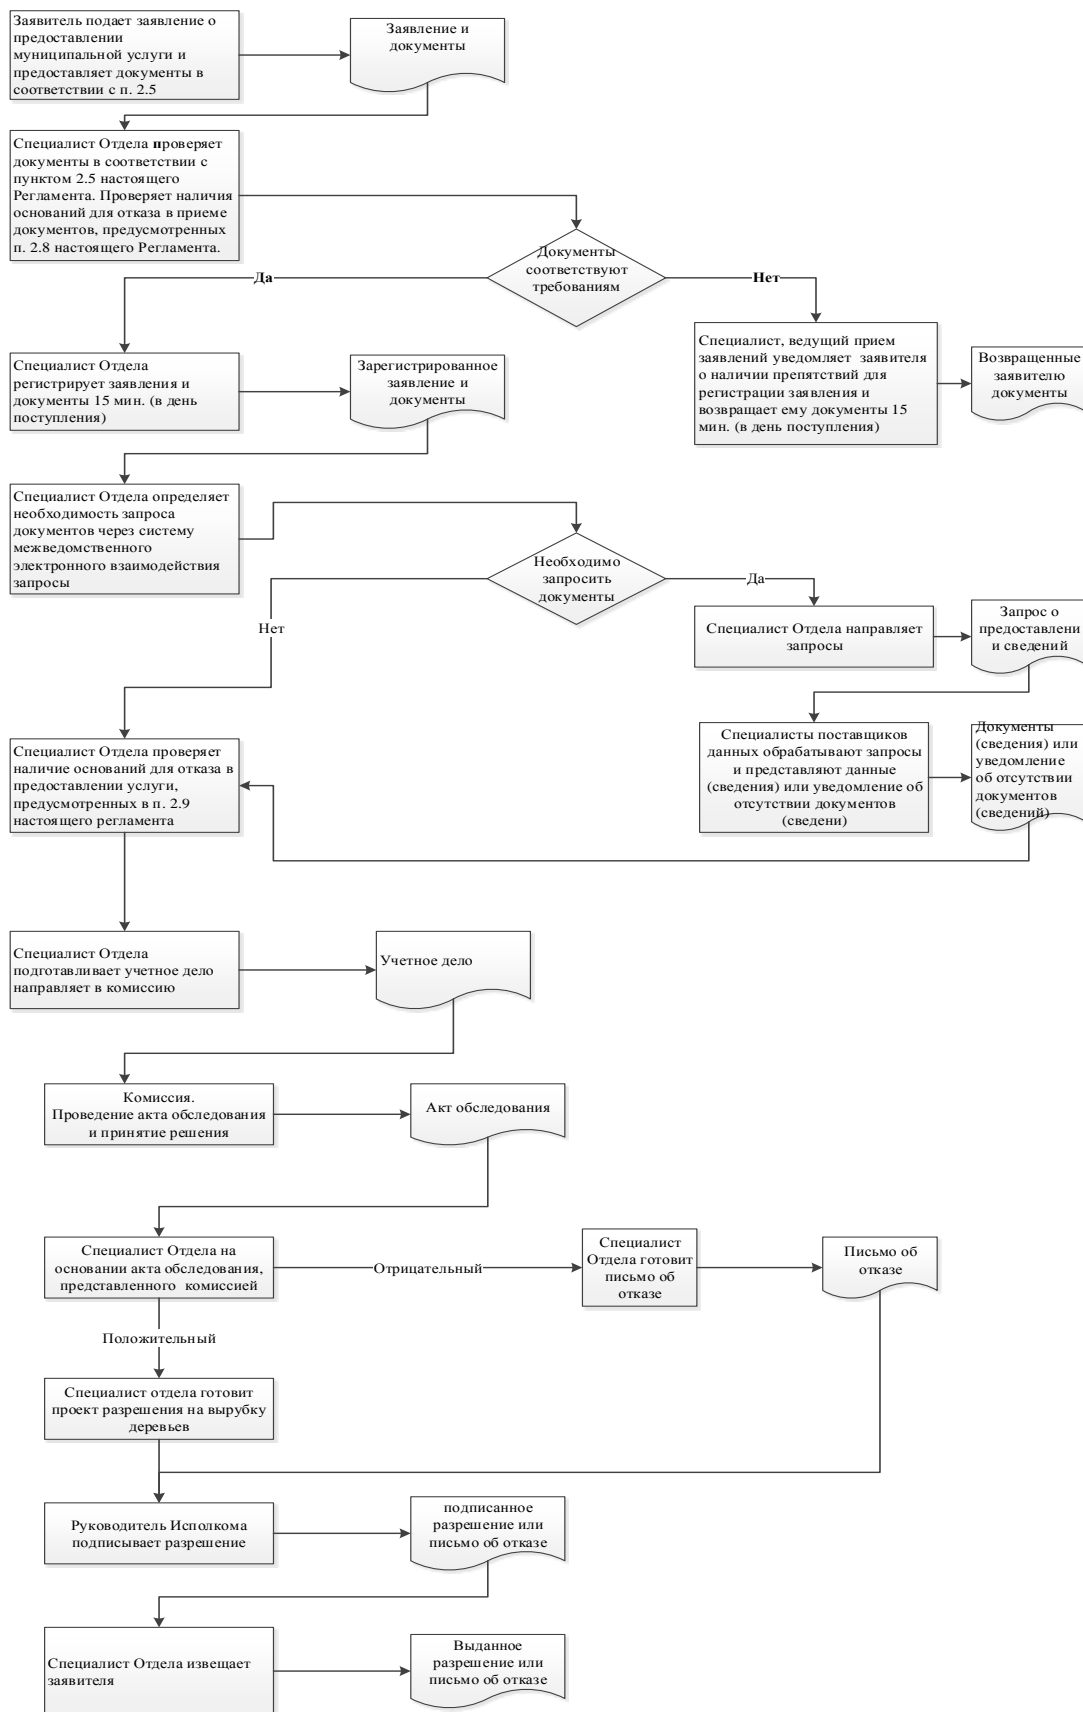 Заявитель подает заявление о
предоставлении
муниципальной услуги и
предоставляет документы в
соответствии с п. 2.5
Заявление и
документы
Специалист Отдела проверяет
документы в соответствии с
пунктом 2.5 настоящего
Регламента. Проверяет наличия
оснований для отказа в приеме
документов, предусмотренных
п. 2.8 настоящего Регламента.
Документы
соответствуют
требованиям
Да
Нет
Специалист Отдела
регистрирует заявления и
документы 15 мин. (в день
поступления)
Зарегистрированное
заявление и
документы
Специалист, ведущий прием
заявлений уведомляет заявителя
о наличии препятствий для
регистрации заявления и
возвращает ему документы 15
мин. (в день поступления)
Возвращенные
заявителю
документы
Специалист Отдела определяет
необходимость запроса
документов через систему
межведомственного
электронного взаимодействия
запросы
Необходимо
запросить
документы
Да
Нет
Специалист Отдела направляет
запросы
Запрос о
предоставлени
и сведений
Специалисты поставщиков
данных обрабатывают запросы
и представляют данные
(сведения) или уведомление об
отсутствии документов
(сведени)
Документы
(сведения) или
уведомление
об отсутствии
документов
(сведений)
Специалист Отдела проверяет
наличие оснований для отказа в
предоставлении услуги,
предусмотренных в п. 2.9
настоящего регламента
Специалист Отдела
подготавливает учетное дело
направляет в комиссию
Учетное дело
Комиссия.
Проведение акта обследования
и принятие решения
Акт обследования
Специалист Отдела на
основании акта обследования,
представленного комиссией
Отрицательный
Специалист
Отдела готовит
письмо об
отказе
Письмо об
отказе
Положительный
Специалист отдела готовит
проект разрешения на вырубку
деревьев
Руководитель Исполкома
подписывает разрешение
подписанное
разрешение или
письмо об отказе
Специалист Отдела извещает
заявителя
Выданное
разрешение или
письмо об отказе